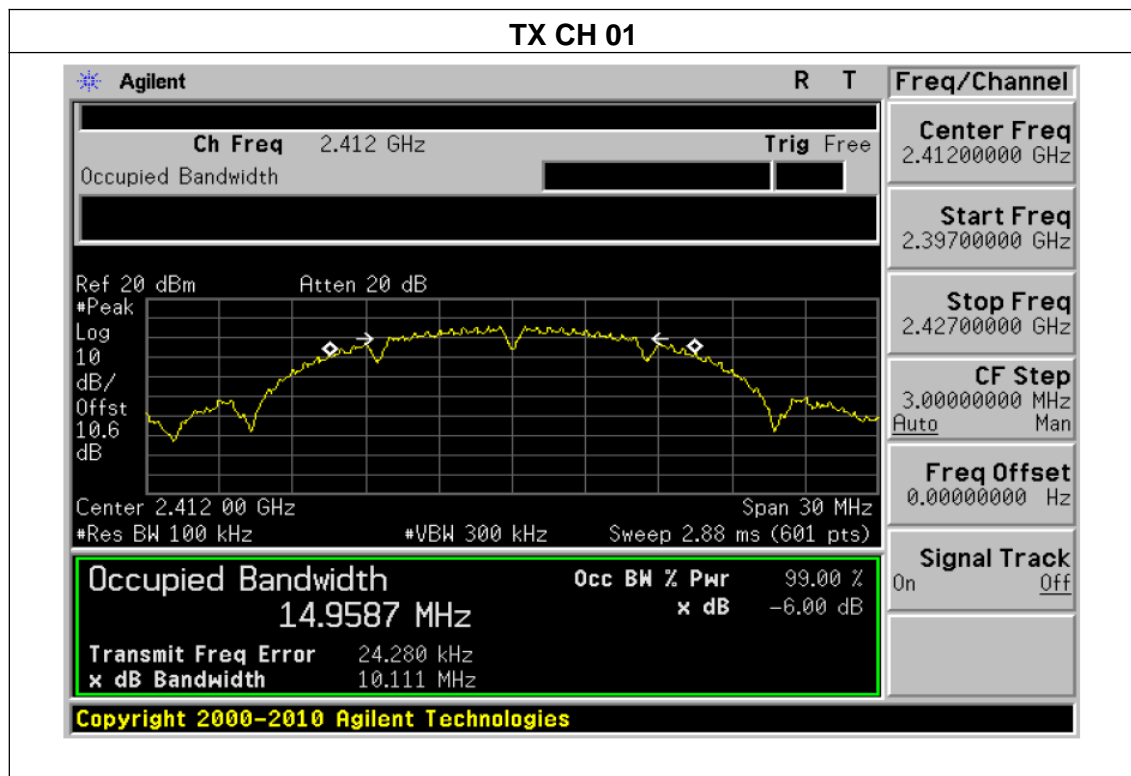 TX CH 01
Agilent R T
Freq/Channel
Ch Freq 2.412 GHz Trig Free
Occupied Bandwidth
Center Freq
2.41200000 GHz
Start Freq
2.39700000 GHz
Stop Freq
2.42700000 GHz
CF Step
3.00000000 MHz
Auto Man
Freq Offset
0.00000000 Hz
Signal Track
On Off
Ref 20 dBm Atten 20 dB
#Peak
Log
10
dB/
Offst
10.6
dB
Center 2.412 00 GHz Span 30 MHz
#Res BW 100 kHz #VBW 300 kHz Sweep 2.88 ms (601 pts)
Occupied Bandwidth Occ BW % Pwr 99.00 %
14.9587 MHz x dB -6.00 dB
Transmit Freq Error 24.280 kHz
x dB Bandwidth 10.111 MHz
Copyright 2000-2010 Agilent Technologies